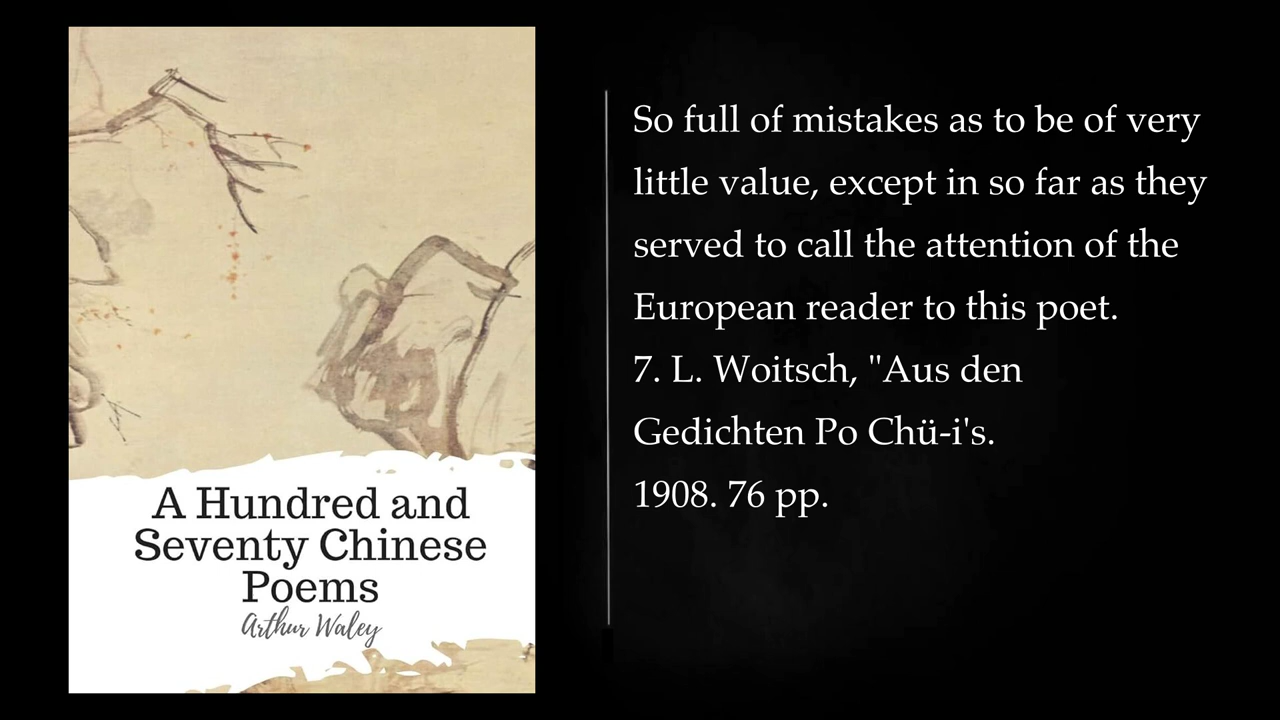 A Hundred and
Seventy Chinese
Poems
Arthur Waley
So full of mistakes as to be of very
little value, except in so far as they
served to call the attention of the
European reader to this poet.
7. L. Woitsch, "Aus den
Gedichten Po Chü-i's.
1908. 76 pp.